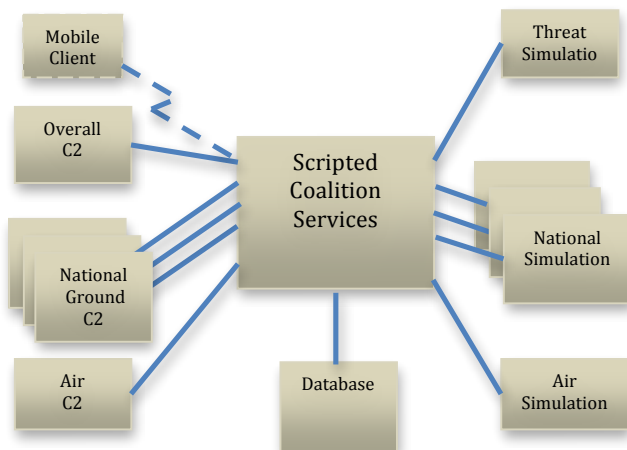 Mobile
Client
Threat
Simulatio
Overall
C2
Scripted
Coalition
Services
National
Simulation
National
Ground
C2
Air
C2
Database
Air
Simulation